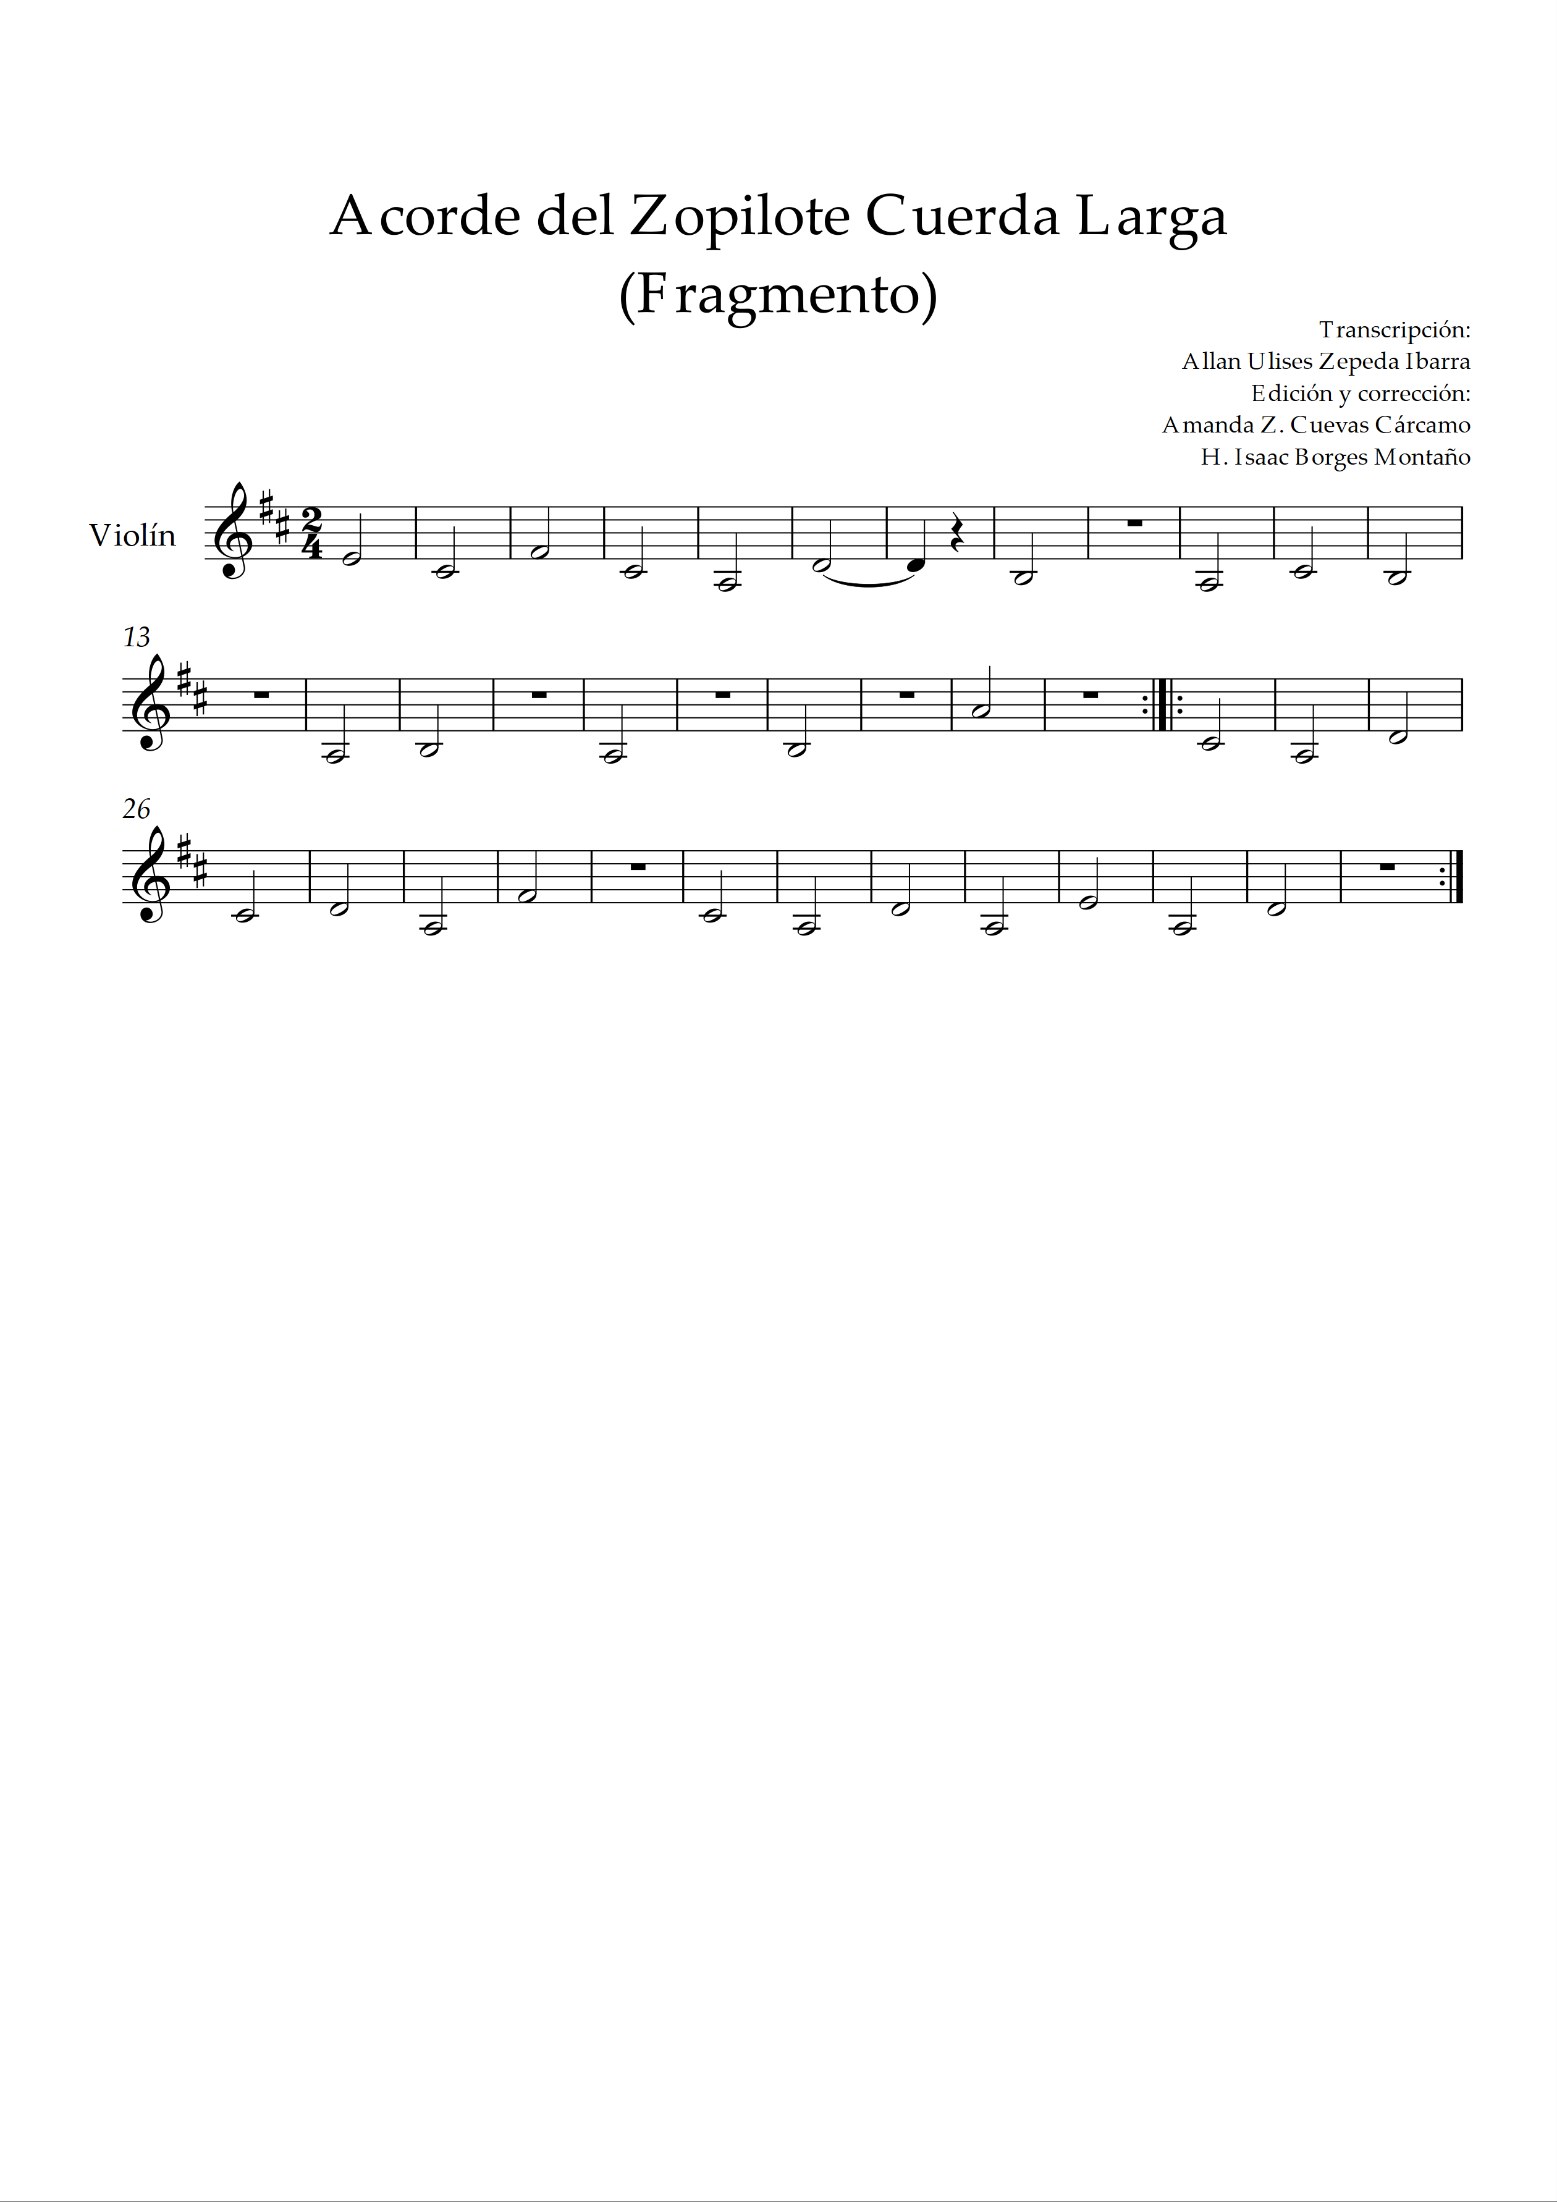 Acorde del Zopilote Cuerda Larga
(Fragmento)
Transcripción:
Allan Ulises Zepeda Ibarra
Edición y corrección:
Amanda Z. Cuevas Cárcamo
H. Isaac Borges Montaño
Violín
2
4
13
26